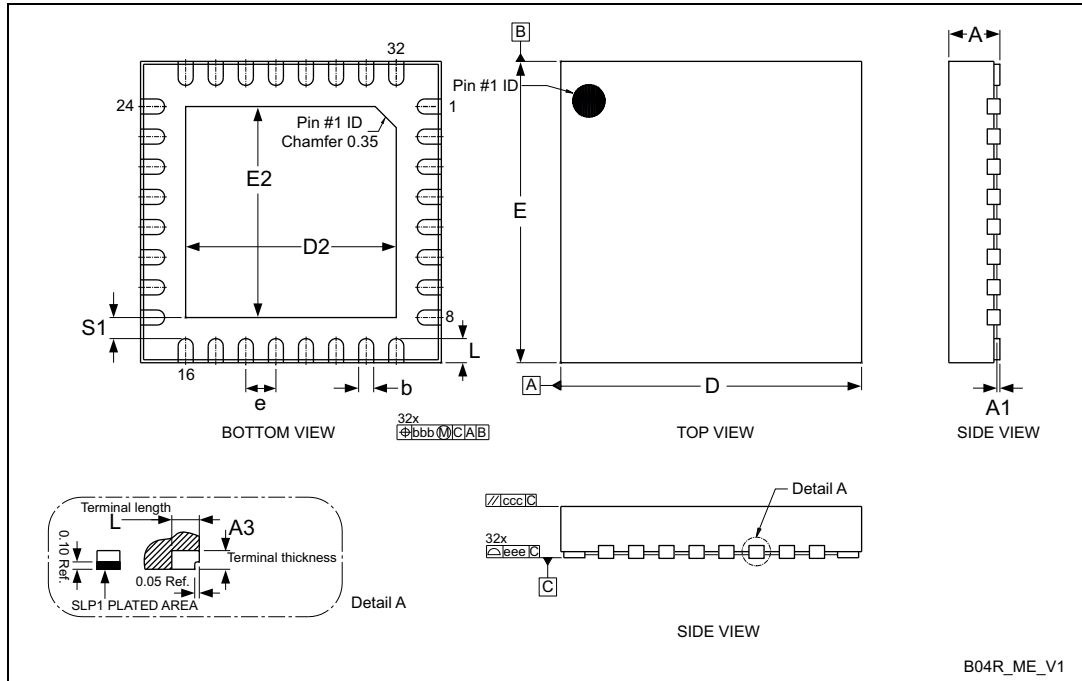 B
A
32
Pin #1 ID
24
1
Pin #1 ID
Chamfer 0.35
E2
E
D2
S1
8
L
16
A
D
e
b
A1
32x
⌖ bbb Ⓜ C A B
BOTTOM VIEW
TOP VIEW
SIDE VIEW
Terminal length
L
A3
Terminal thickness
0.10 Ref.
0.05 Ref.
SLP1 PLATED AREA
Detail A
// ccc C
Detail A
32x
⌓ eee C
C
SIDE VIEW
B04R_ME_V1